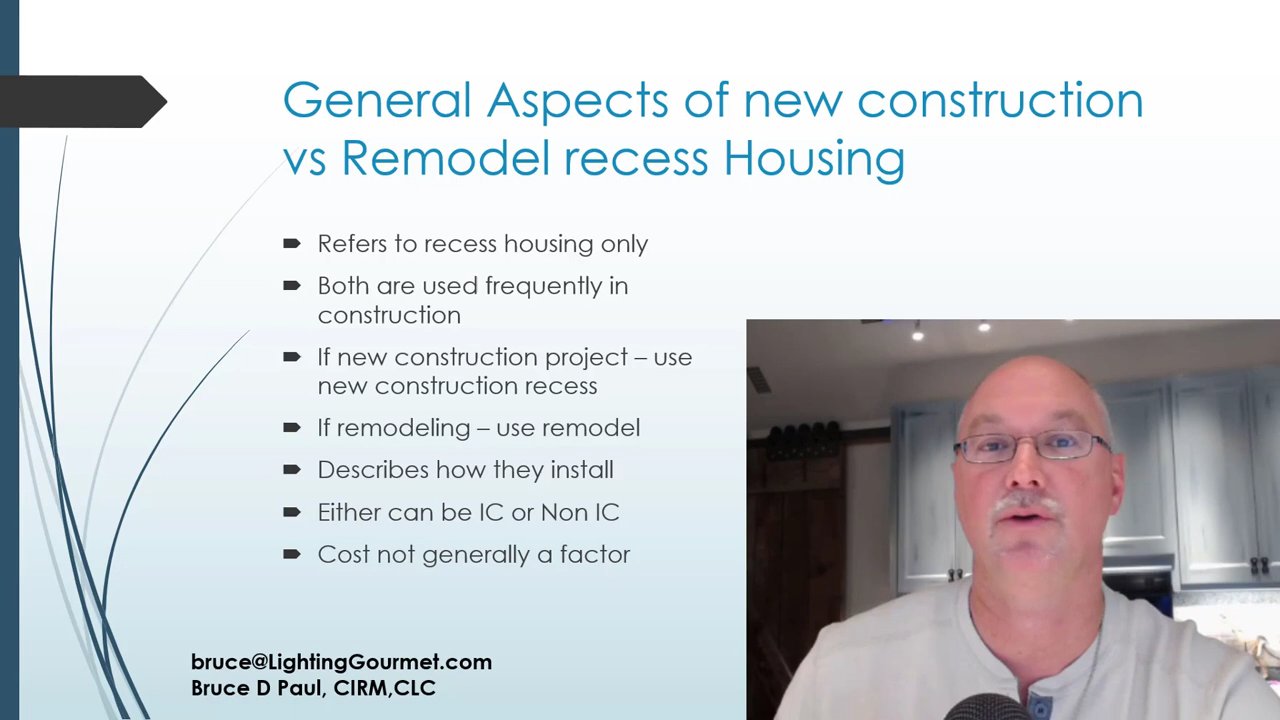 General Aspects of new construction
vs Remodel recess Housing
Refers to recess housing only
Both are used frequently in
construction
If new construction project – use
new construction recess
If remodeling – use remodel
Describes how they install
Either can be IC or Non IC
Cost not generally a factor
bruce@LightingGourmet.com
Bruce D Paul, CIRM,CLC